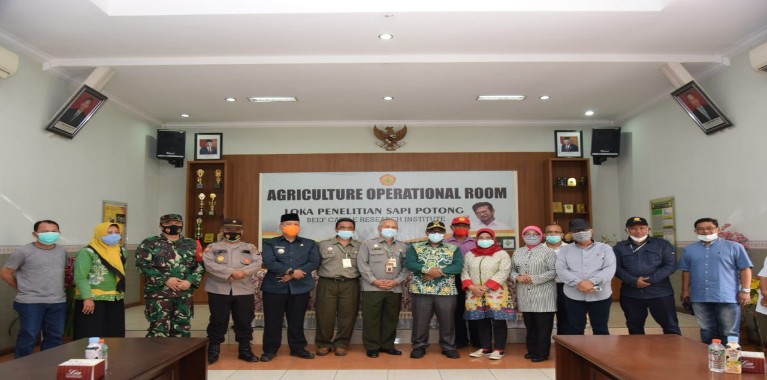 AGRICULTURE OPERATIONAL ROOM
LOKA PENELITIAN SAPI POTONG
BEEF CATTLE RESEARCH INSTITUTE